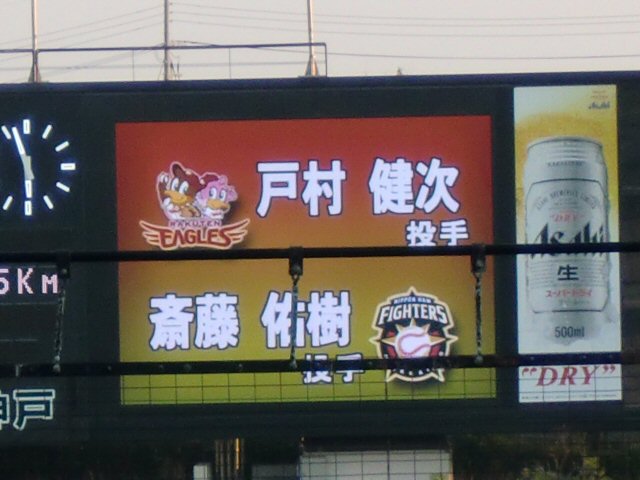 戸村 健次
投手
RAKUTEN
EAGLES
斎藤 佑樹
投手
NIPPON HAM
FIGHTERS
5Km
神戸
Asahi
"DRY"
Asahi
生
スーパードライ
500ml
"DRY"